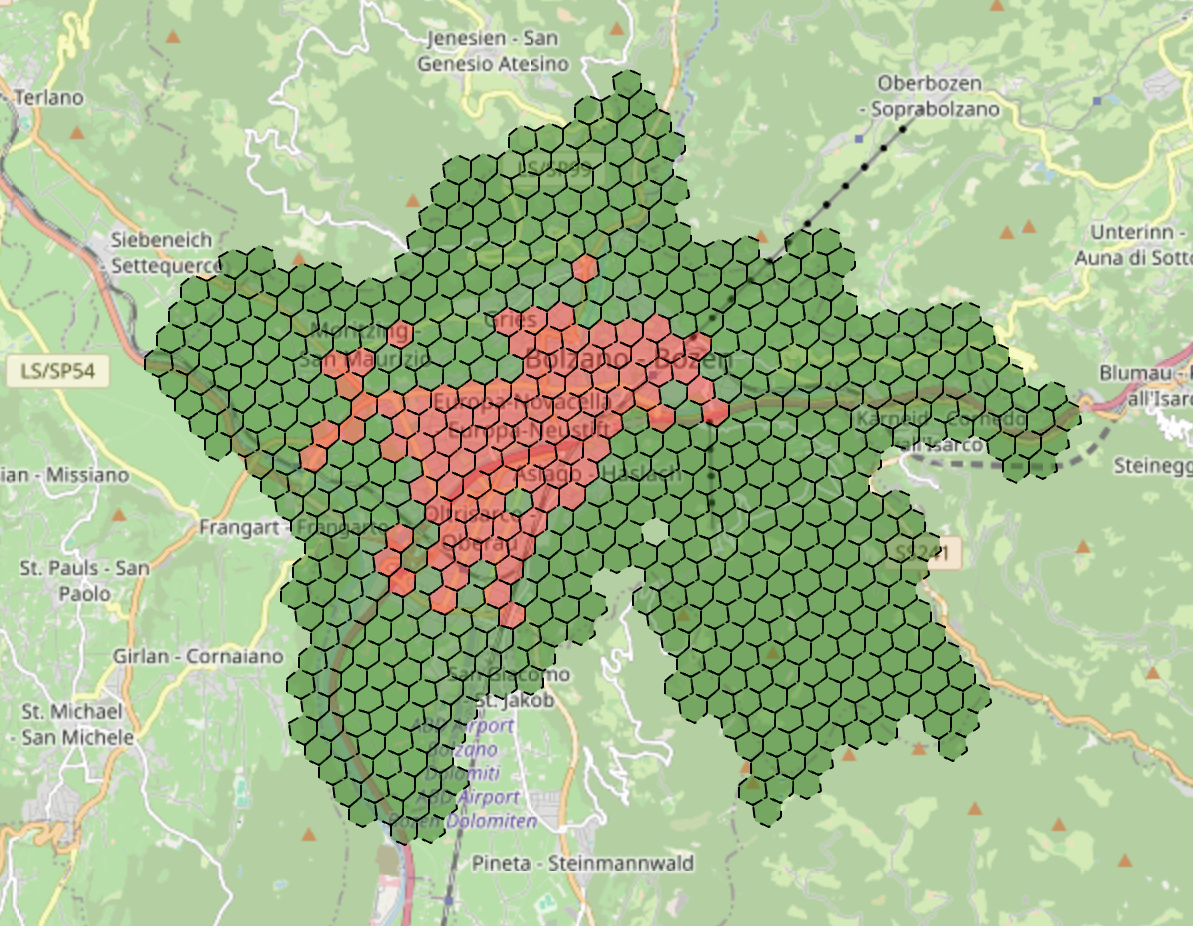 Jenesien - San
Genesio Atesino
Oberbozen
- Soprabolzano
Terlano
LS/SP99
Siebeneich
- Settequerce
Unterinn -
Auna di Sotto
Moritzing -
San Maurizio
Gries
Bolzano - Bozen
LS/SP54
Blumau - P
all'Isarc
Europa-Novacella
Europa-Neustift
Karneid - Cornedo
all'Isarco
Asiago - Haslach
ian - Missiano
Steinegg
Oltrisarco -
Oberau
Frangart - Frangarto
SS241
St. Pauls - San
Paolo
Girlan - Cornaiano
San Giacomo
- St. Jakob
St. Michael
- San Michele
ABD Airport
Bolzano
Dolomiti -
ABD Airport
Bozen Dolomiten
Pineta - Steinmannwald